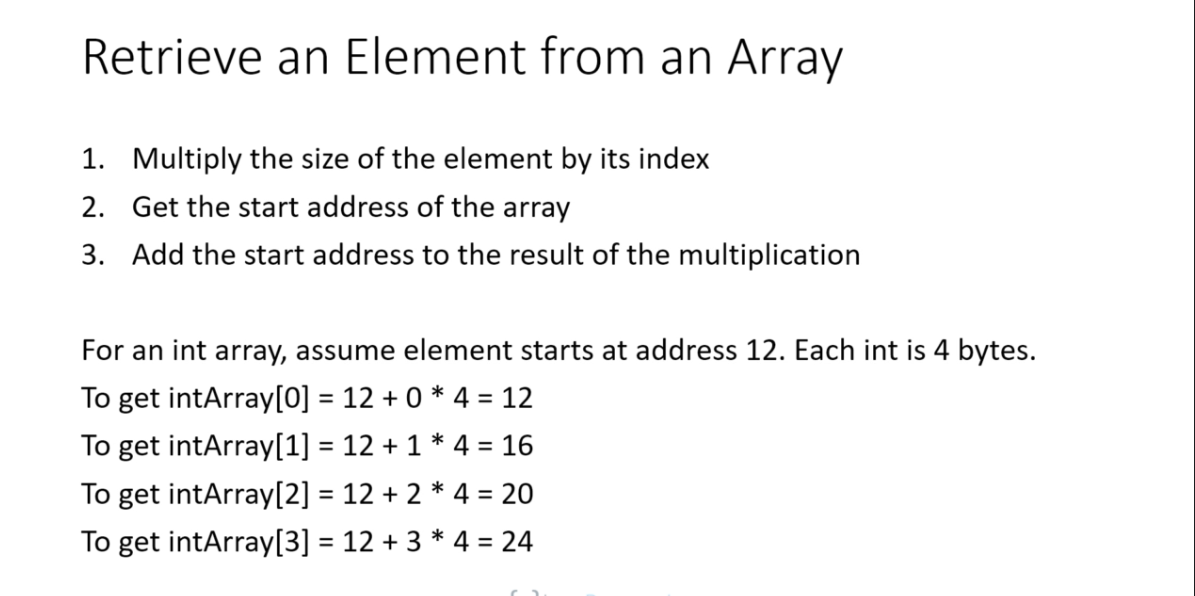 Retrieve an Element from an Array
1. Multiply the size of the element by its index
2. Get the start address of the array
3. Add the start address to the result of the multiplication
For an int array, assume element starts at address 12. Each int is 4 bytes.
To get intArray[0] = 12 + 0 * 4 = 12
To get intArray[1] = 12 + 1 * 4 = 16
To get intArray[2] = 12 + 2 * 4 = 20
To get intArray[3] = 12 + 3 * 4 = 24